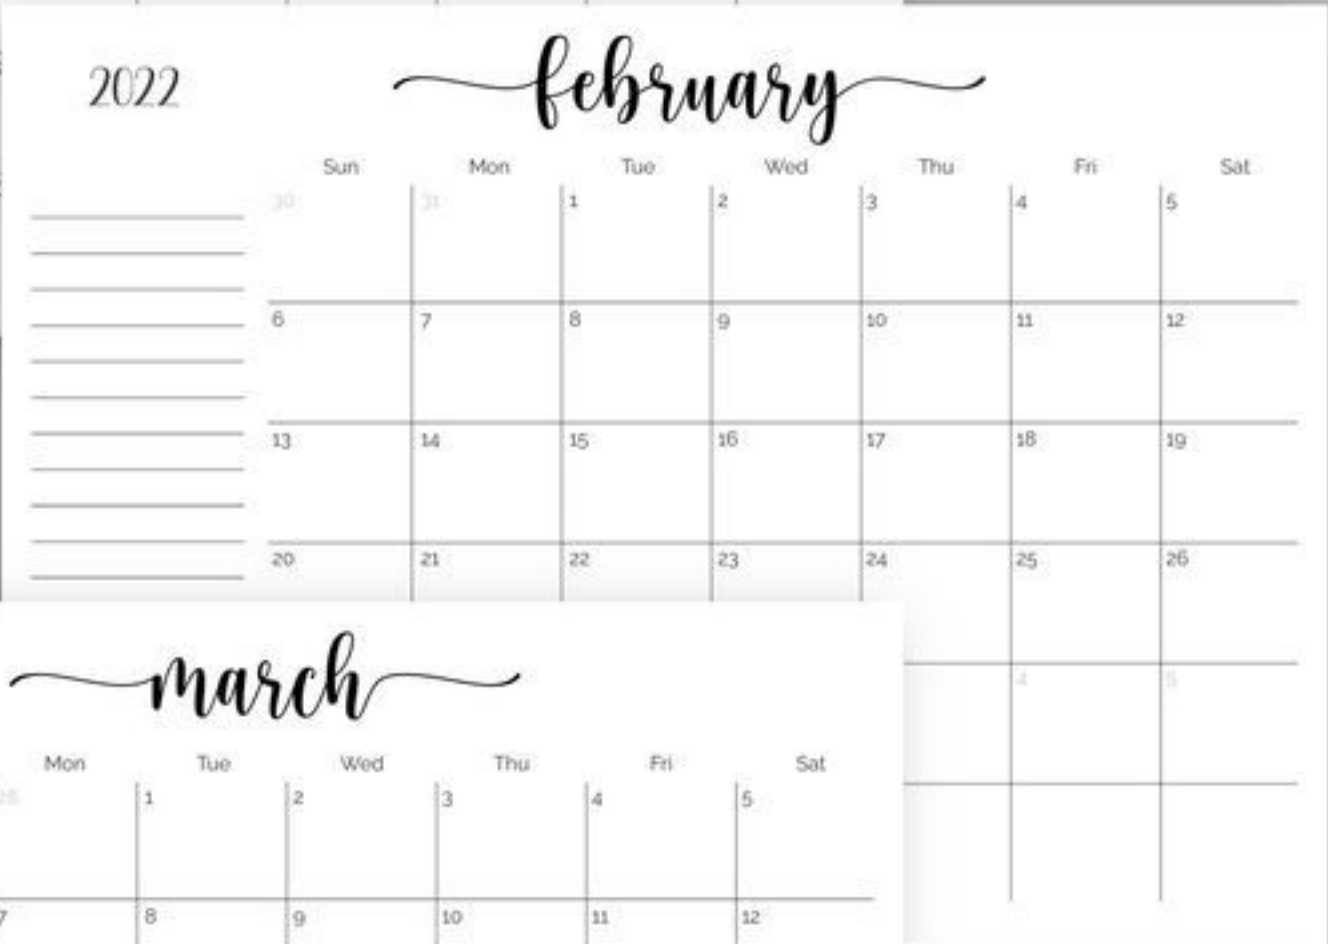 2022
february
Sun Mon Tue Wed Thu Fri Sat
30 31 1 2 3 4 5
6 7 8 9 10 11 12
13 14 15 16 17 18 19
20 21 22 23 24 25 26
4 5
march
Mon Tue Wed Thu Fri Sat
28 1 2 3 4 5
7 8 9 10 11 12